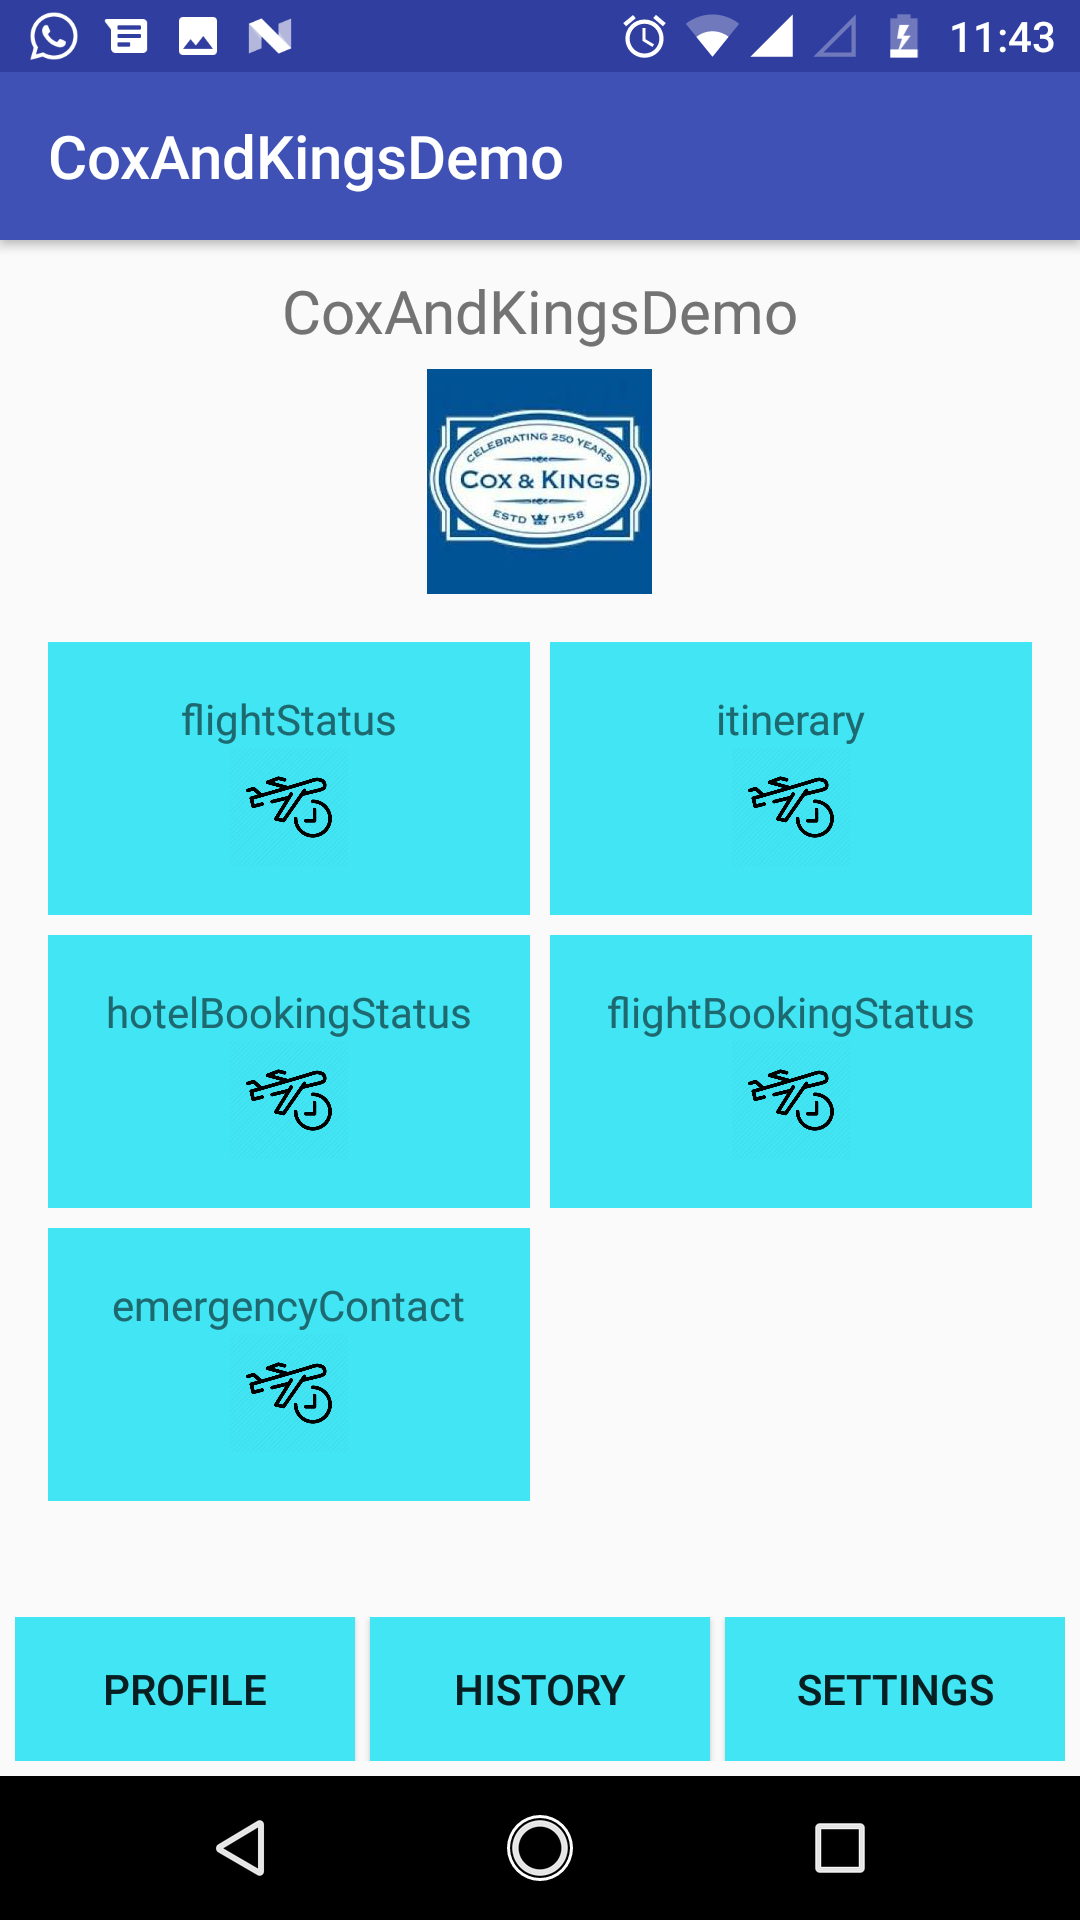 11:43
CoxAndKingsDemo
CoxAndKingsDemo
CELEBRATING 250 YEARS
COX & KINGS
ESTD 1758
flightStatus
itinerary
hotelBookingStatus
flightBookingStatus
emergencyContact
PROFILE
HISTORY
SETTINGS